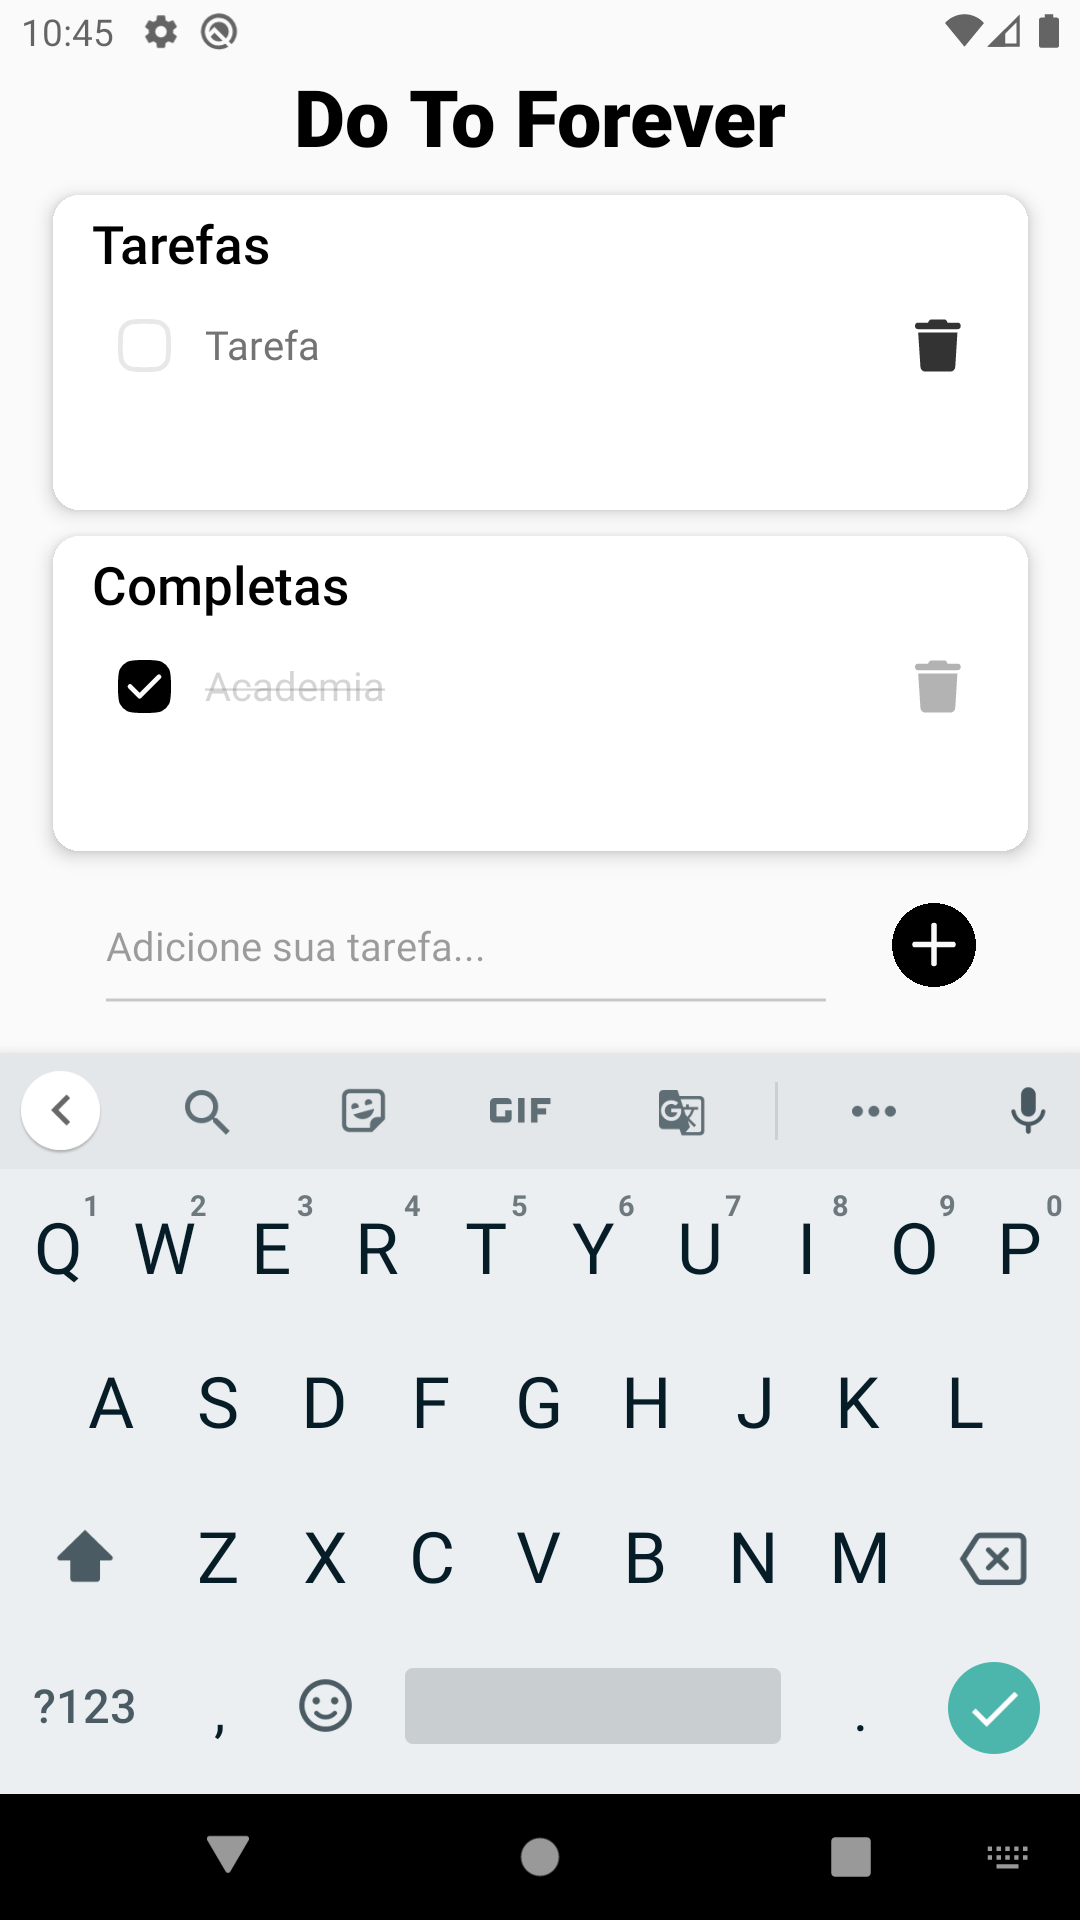 10:45
Do To Forever
Tarefas
Tarefa
Completas
Academia
Adicione sua tarefa...
GIF
1 2 3 4 5 6 7 8 9 0
Q W E R T Y U I O P
A S D F G H J K L
Z X C V B N M
?123 , .